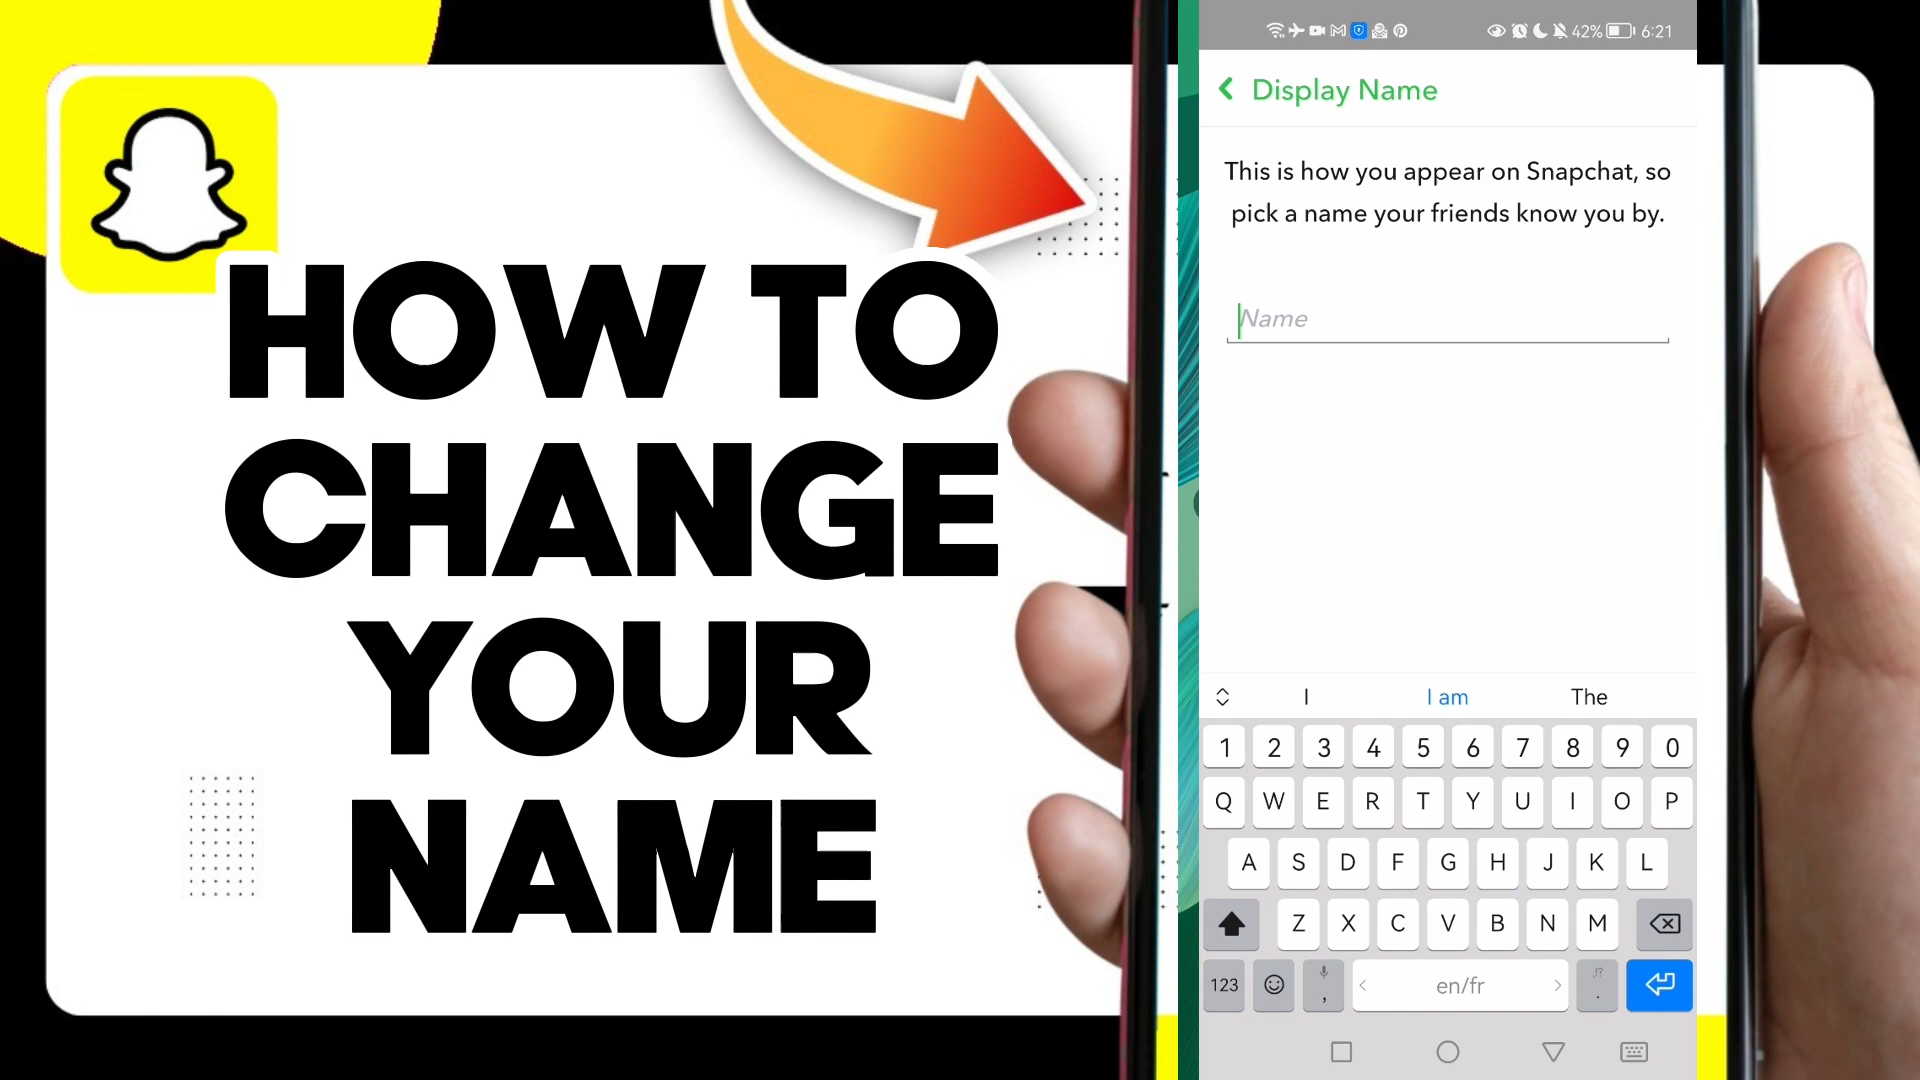 HOW TO
CHANGE
YOUR
NAME
42% 6:21
Display Name
This is how you appear on Snapchat, so
pick a name your friends know you by.
Name
I I am The
1 2 3 4 5 6 7 8 9 0
Q W E R T Y U I O P
A S D F G H J K L
Z X C V B N M
123 , en/fr .!? .